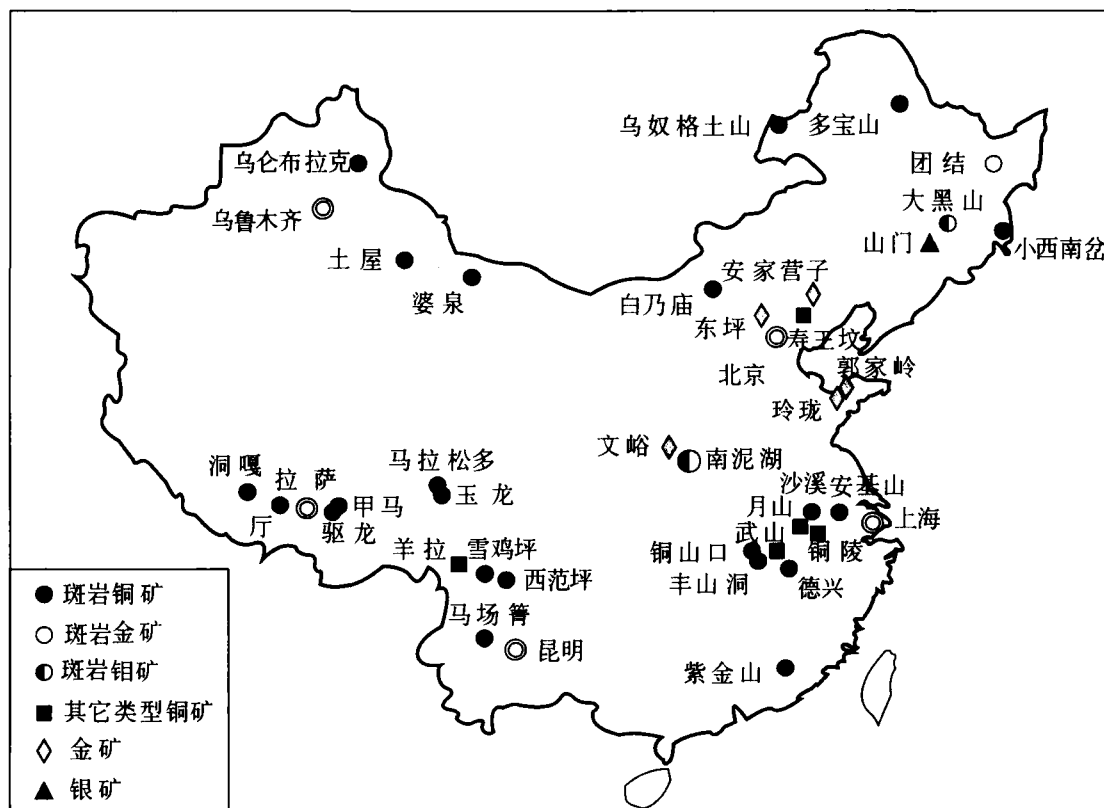 乌奴格土山
多宝山
乌仑布拉克
团结
乌鲁木齐
大黑山
山门
小西南岔
土屋
安家营子
婆泉
白乃庙
东坪
寿王坟
北京
郭家岭
玲珑
文峪
南泥湖
马拉松多
洞嘎
拉萨
玉龙
沙溪
安基山
甲马
月山
上海
厅
驱龙
武山
羊拉
雪鸡坪
铜山口
铜陵
西范坪
丰山洞
德兴
马场箐
昆明
紫金山
斑岩铜矿
斑岩金矿
斑岩钼矿
其它类型铜矿
金矿
银矿